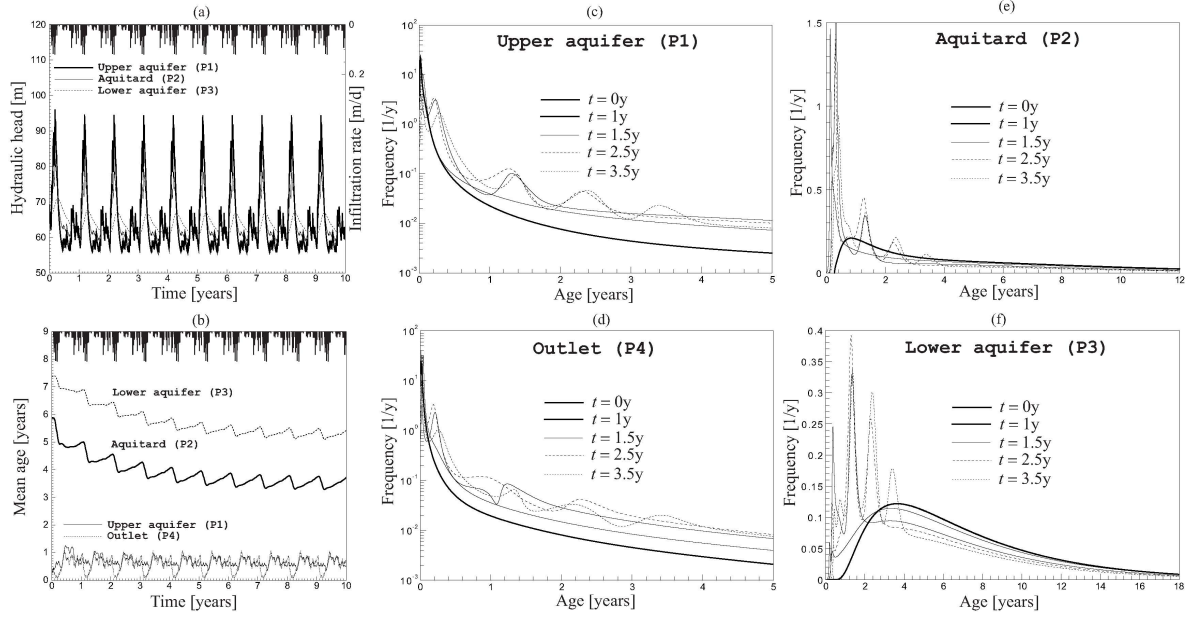 (a)
120
110
100
90
80
70
60
50
Hydraulic head [m]
0
0.2
Infiltration rate [m/d]
Upper aquifer (P1)
Aquitard (P2)
Lower aquifer (P3)
0 1 2 3 4 5 6 7 8 9 10
Time [years]
(c)
Upper aquifer (P1)
10²
10¹
10⁰
10⁻¹
10⁻²
10⁻³
Frequency [1/y]
t = 0y
t = 1y
t = 1.5y
t = 2.5y
t = 3.5y
0 1 2 3 4 5
Age [years]
(e)
Aquitard (P2)
1.5
1
0.5
0
Frequency [1/y]
t = 0y
t = 1y
t = 1.5y
t = 2.5y
t = 3.5y
0 2 4 6 8 10 12
Age [years]
(b)
9
8
7
6
5
4
3
2
1
0
Mean age [years]
Lower aquifer (P3)
Aquitard (P2)
Upper aquifer (P1)
Outlet (P4)
0 1 2 3 4 5 6 7 8 9 10
Time [years]
(d)
Outlet (P4)
10²
10¹
10⁰
10⁻¹
10⁻²
10⁻³
Frequency [1/y]
t = 0y
t = 1y
t = 1.5y
t = 2.5y
t = 3.5y
0 1 2 3 4 5
Age [years]
(f)
Lower aquifer (P3)
0.4
0.35
0.3
0.25
0.2
0.15
0.1
0.05
0
Frequency [1/y]
t = 0y
t = 1y
t = 1.5y
t = 2.5y
t = 3.5y
0 2 4 6 8 10 12 14 16 18
Age [years]